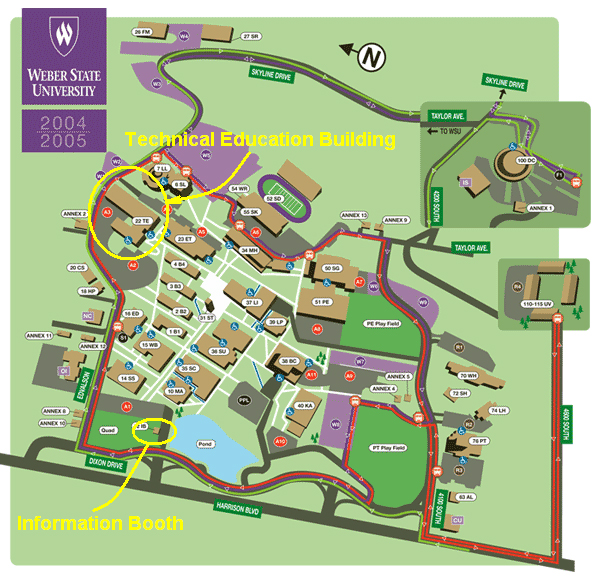 WEBER STATE
UNIVERSITY
2004
2005
26 FM
27 SR
W4
N
SKYLINE DRIVE
W3
SKYLINE DRIVE
TAYLOR AVE.
TO WSU
100 DC
F1
ANNEX 1
4200 SOUTH
Technical Education Building
W5
W2
7 LL
6 SL
54 WR
52 SD
55 SK
A3
22 TE
ANNEX 2
A5
A6
23 ET
34 MH
ANNEX 13
ANNEX 9
TAYLOR AVE.
A2
4 B4
20 CS
18 HP
3 B3
50 SG
A7
W8
W9
R4
110-115 UV
NC
16 ED
2 B2
31 ST
37 LI
51 PE
S1
1 B1
39 LP
A8
PE Play Field
ANNEX 11
ANNEX 12
15 WB
36 SU
R1
OI
EDVALSON
14 SS
35 SC
10 MA
38 BC
A11
W7
A9
ANNEX 5
ANNEX 4
70 WH
72 SH
ANNEX 8
ANNEX 10
A1
PPL
40 KA
W6
74 LH
R2
4600 SOUTH
Quad
IB
Pond
A10
PT Play Field
76 PT
R3
DIXON DRIVE
4100 SOUTH
83 AL
CU
HARRISON BLVD
Information Booth